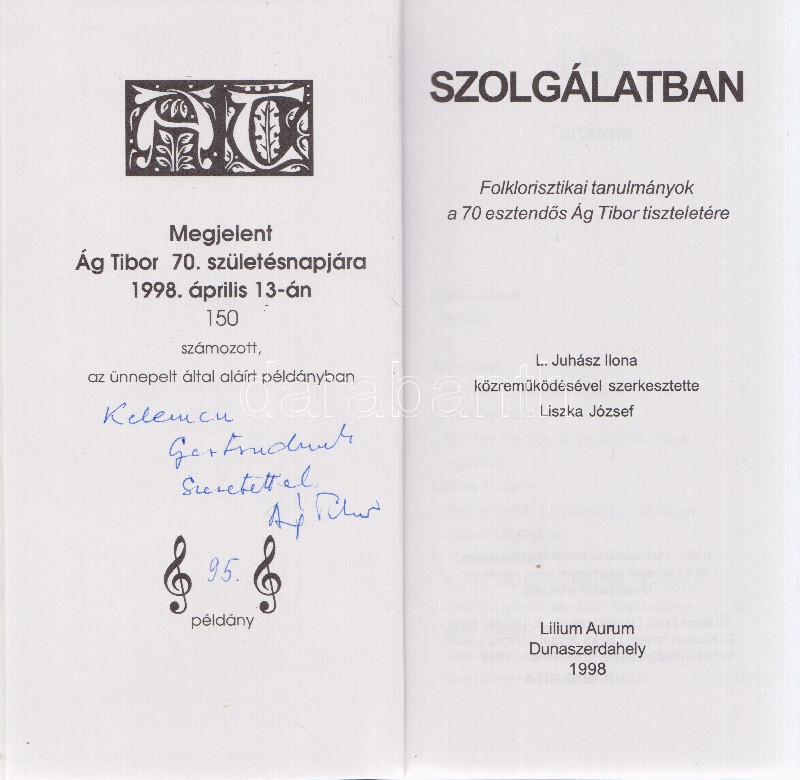 AT
Megjelent
Ág Tibor 70. születésnapjára
1998. április 13-án
150
számozott,
az ünnepelt által aláírt példányban
Kelemen
Gertrudnak
Szeretettel
Ág Tibor
95.
példány
SZOLGÁLATBAN
Folklorisztikai tanulmányok
a 70 esztendős Ág Tibor tiszteletére
L. Juhász Ilona
közreműködésével szerkesztette
Liszka József
Lilium Aurum
Dunaszerdahely
1998
darabanth